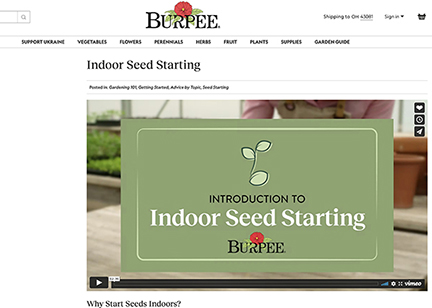 BURPEE
Shipping to OH 43081
Sign in
SUPPORT UKRAINE VEGETABLES FLOWERS PERENNIALS HERBS FRUIT PLANTS SUPPLIES GARDEN GUIDE
Indoor Seed Starting
Posted in: Gardening 101, Getting Started, Advice by Topic, Seed Starting
INTRODUCTION TO
Indoor Seed Starting
BURPEE
vimeo
Why Start Seeds Indoors?